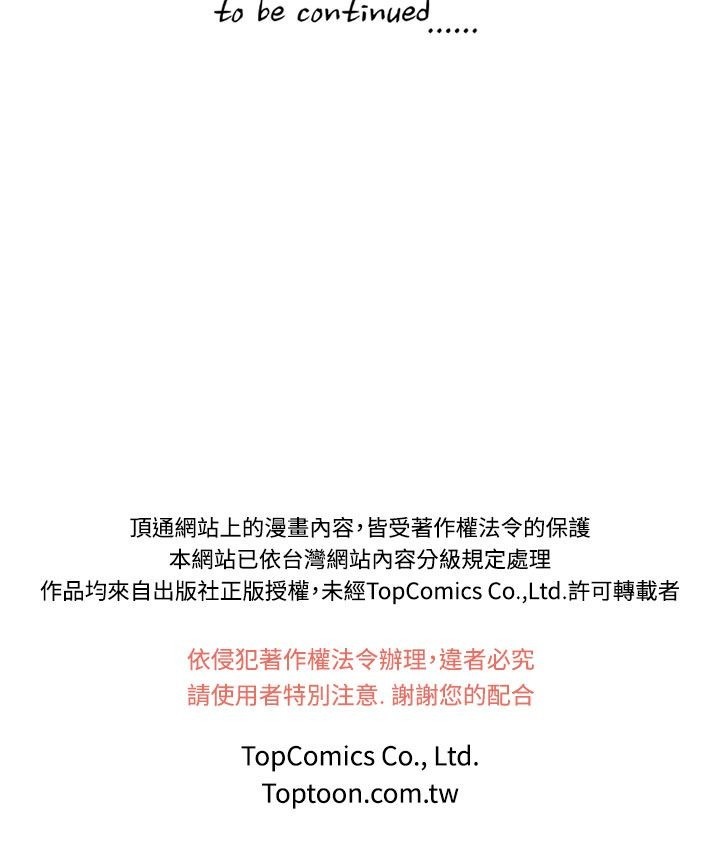 to be continued......
頂通網站上的漫畫內容，皆受著作權法令的保護
本網站已依台灣網站內容分級規定處理
作品均來自出版社正版授權，未經TopComics Co.,Ltd.許可轉載者
依侵犯著作權法令辦理，違者必究
請使用者特別注意. 謝謝您的配合
TopComics Co., Ltd.
Toptoon.com.tw